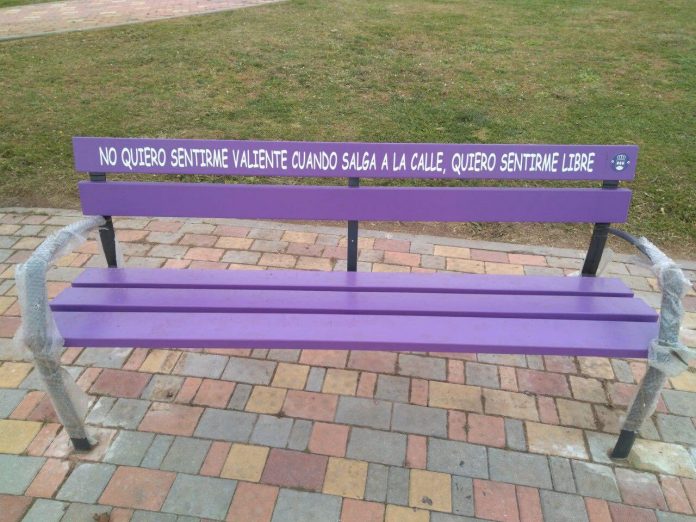 NO QUIERO SENTIRME VALIENTE CUANDO SALGA A LA CALLE, QUIERO SENTIRME LIBRE